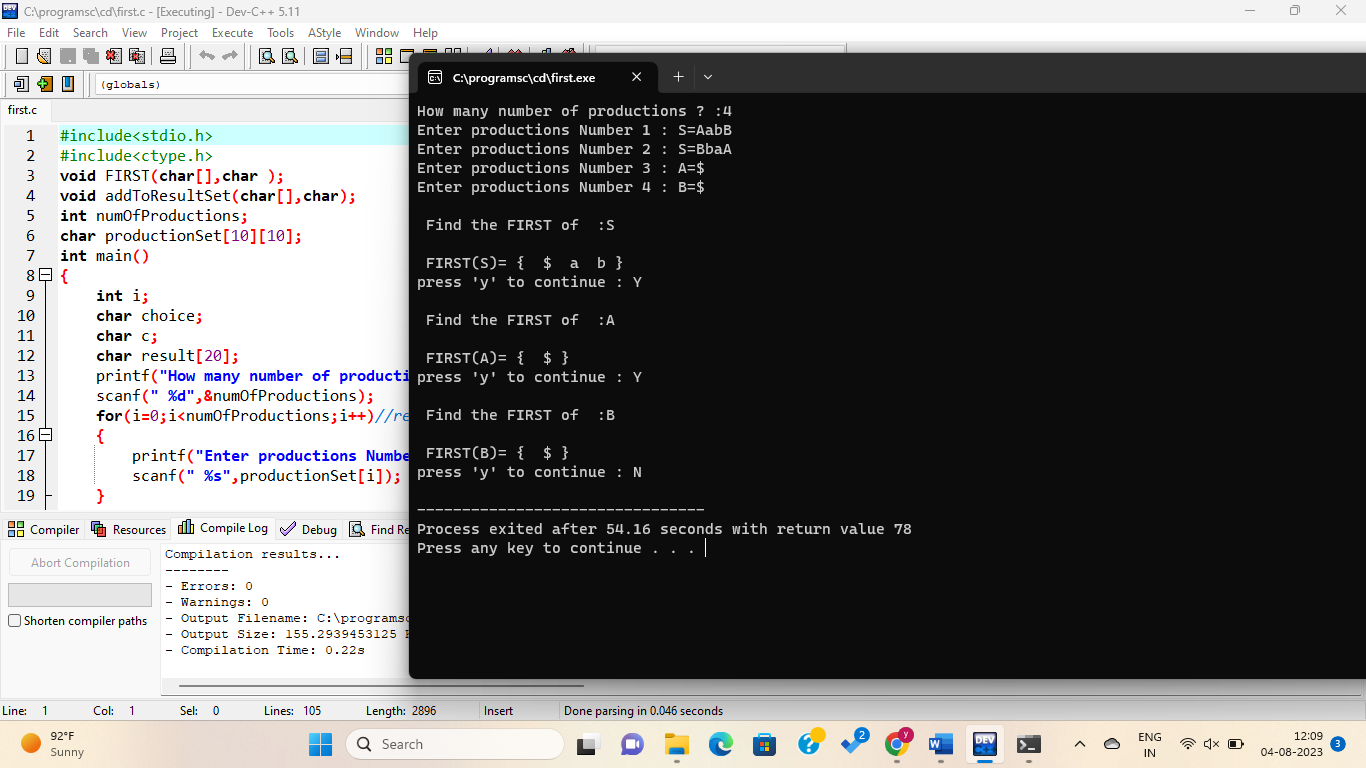 C:\programsc\cd\first.c - [Executing] - Dev-C++ 5.11
File Edit Search View Project Execute Tools AStyle Window Help
(globals)
first.c
1 #include<stdio.h>
2 #include<ctype.h>
3 void FIRST(char[],char );
4 void addToResultSet(char[],char);
5 int numOfProductions;
6 char productionSet[10][10];
7 int main()
8 {
9 int i;
10 char choice;
11 char c;
12 char result[20];
13 printf("How many number of producti
14 scanf(" %d",&numOfProductions);
15 for(i=0;i<numOfProductions;i++)//re
16 {
17 printf("Enter productions Numbe
18 scanf(" %s",productionSet[i]);
19 }
C:\programsc\cd\first.exe
How many number of productions ? :4
Enter productions Number 1 : S=AabB
Enter productions Number 2 : S=BbaA
Enter productions Number 3 : A=$
Enter productions Number 4 : B=$
Find the FIRST of :S
FIRST(S)= { $ a b }
press 'y' to continue : Y
Find the FIRST of :A
FIRST(A)= { $ }
press 'y' to continue : Y
Find the FIRST of :B
FIRST(B)= { $ }
press 'y' to continue : N
--------------------------------
Process exited after 54.16 seconds with return value 78
Press any key to continue . . .
Compiler Resources Compile Log Debug Find Re
Abort Compilation
Shorten compiler paths
Compilation results...
--------
- Errors: 0
- Warnings: 0
- Output Filename: C:\programsc
- Output Size: 155.2939453125
- Compilation Time: 0.22s
Line: 1 Col: 1 Sel: 0 Lines: 105 Length: 2896 Insert Done parsing in 0.046 seconds
92°F
Sunny
Search
2
y
DEV
ENG
IN
12:09
04-08-2023
3